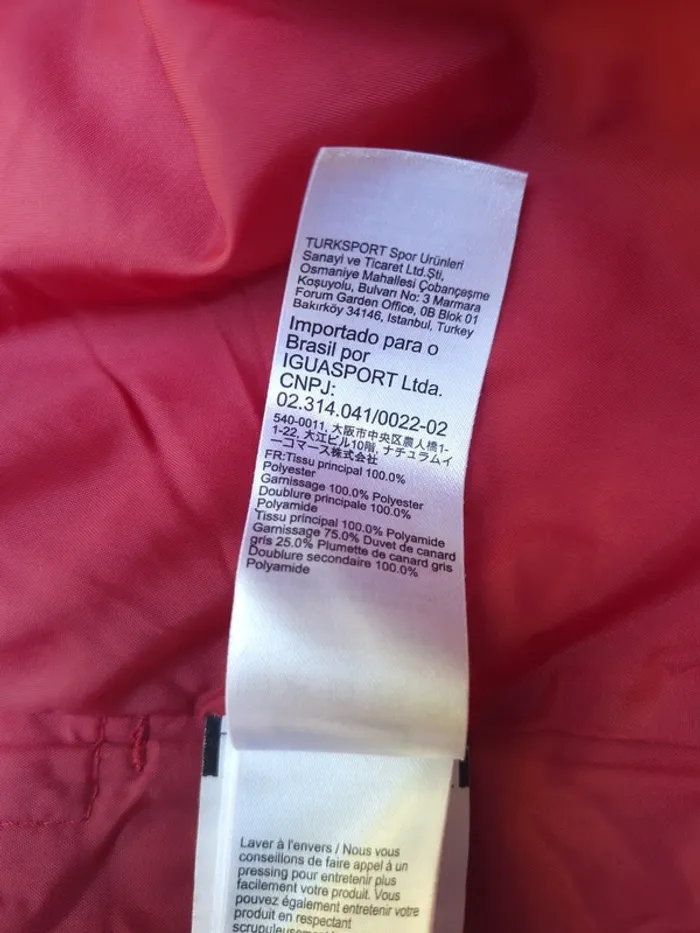 TURKSPORT Spor Urünleri
Sanayi ve Ticaret Ltd.Şti,
Osmaniye Mahallesi Çobançeşme
Koşuyolu, Bulvarı No: 3 Marmara
Forum Garden Office, 0B Blok 01
Bakırköy 34146, Istanbul, Turkey
Importado para o
Brasil por
IGUASPORT Ltda.
CNPJ:
02.314.041/0022-02
540-0011, 大阪市中央区農人橋1-
1-22, 大江ビル10階, ナチュラムイ
ーコマース株式会社
FR:Tissu principal 100.0%
Polyester
Garnissage 100.0% Polyester
Doublure principale 100.0%
Polyamide
Tissu principal 100.0% Polyamide
Garnissage 75.0% Duvet de canard
gris 25.0% Plumette de canard gris
Doublure secondaire 100.0%
Polyamide
Laver à l'envers / Nous vous
conseillons de faire appel à un
pressing pour entretenir plus
facilement votre produit. Vous
pouvez également entretenir votre
produit en respectant